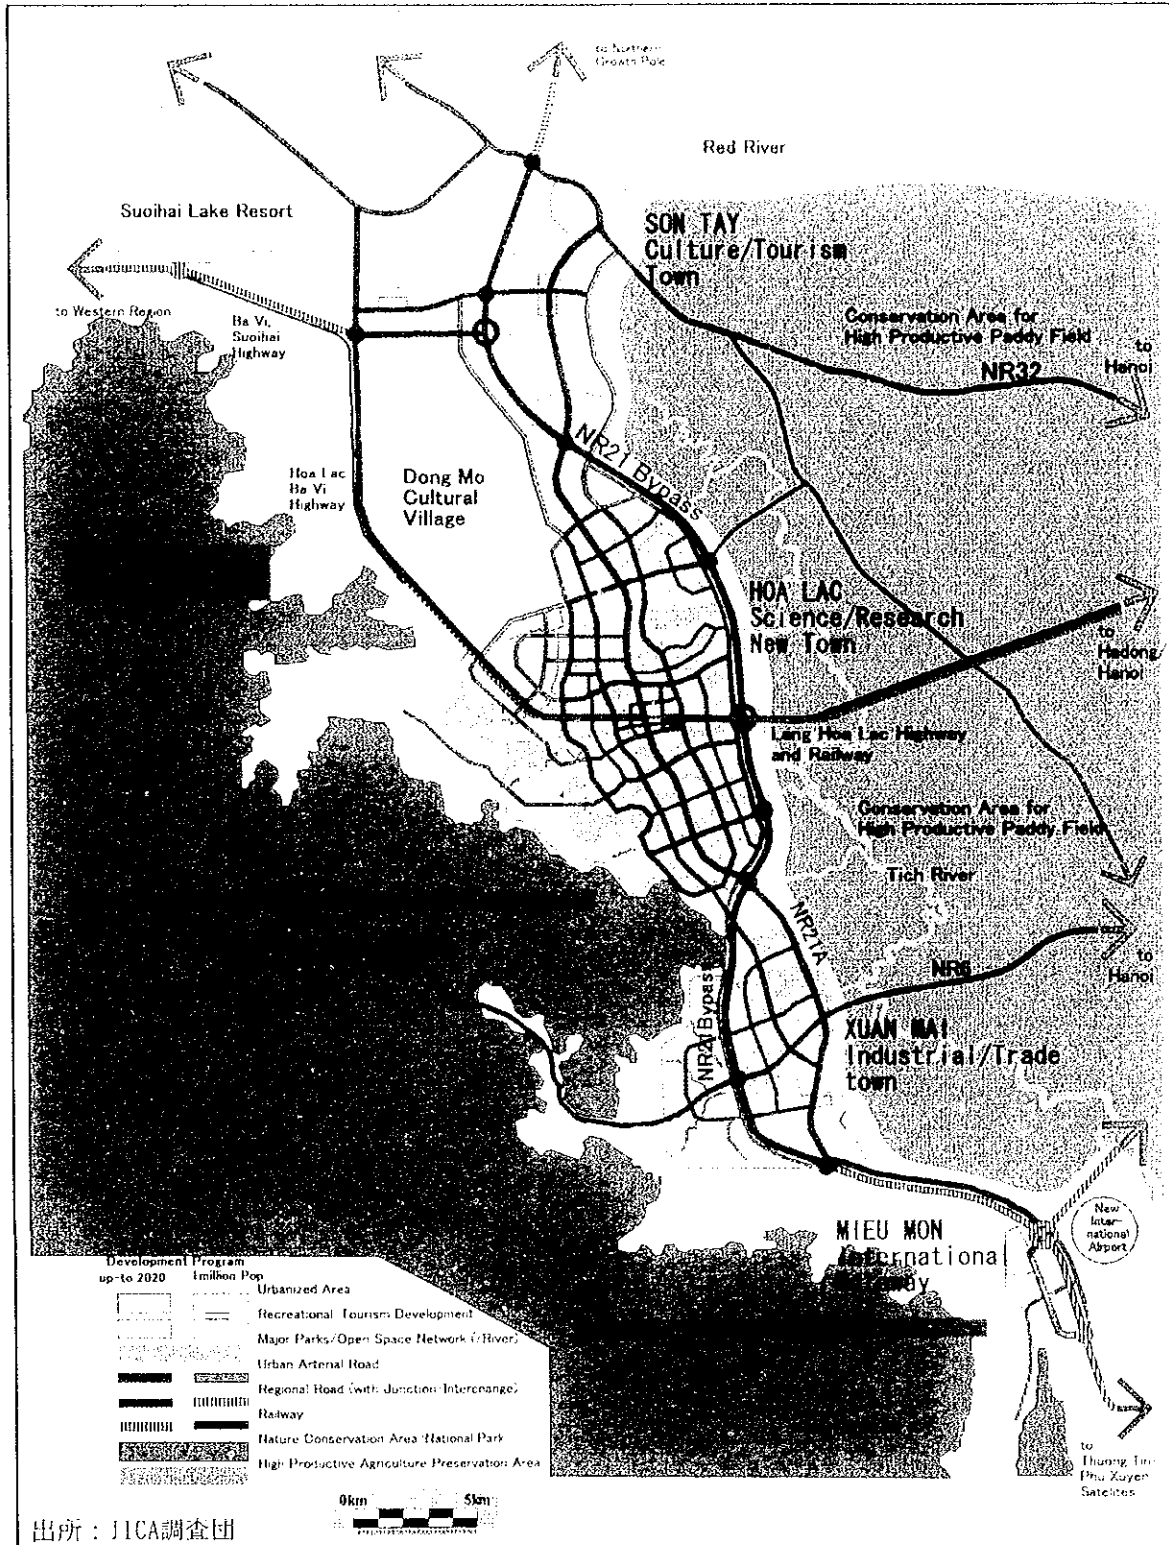 to Northern
Growth Pole
Red River
Suoihai Lake Resort
SON TAY
Culture/Tourism
Town
to Western Region
Ba Vi,
Suoihai
Highway
Conservation Area for
High Productive Paddy Field
to
Hanoi
NR32
NR21 Bypass
Hoa Lac
Ba Vi
Highway
Dong Mo
Cultural
Village
HOA LAC
Science/Research
New Town
to
Hadong/
Hanoi
Lang Hoa Lac Highway
and Railway
Conservation Area for
High Productive Paddy Field
Tich River
NR21A
NR6
to
Hanoi
NR21 Bypass
XUAN MAI
Industrial/Trade
town
New
Inter-
national
Airport
MIEU MON
International
Development Program
up-to 2020 1million Pop
Urbanized Area
Recreational Tourism Development
Major Parks/Open Space Network (/River)
Urban Arterial Road
Regional Road (with Junction Interchange)
Railway
Nature Conservation Area National Park
High Productive Agriculture Preservation Area
to
Thuong Tin/
Phu Xuyen
Satellites
0km 5km
出所：JICA調査団